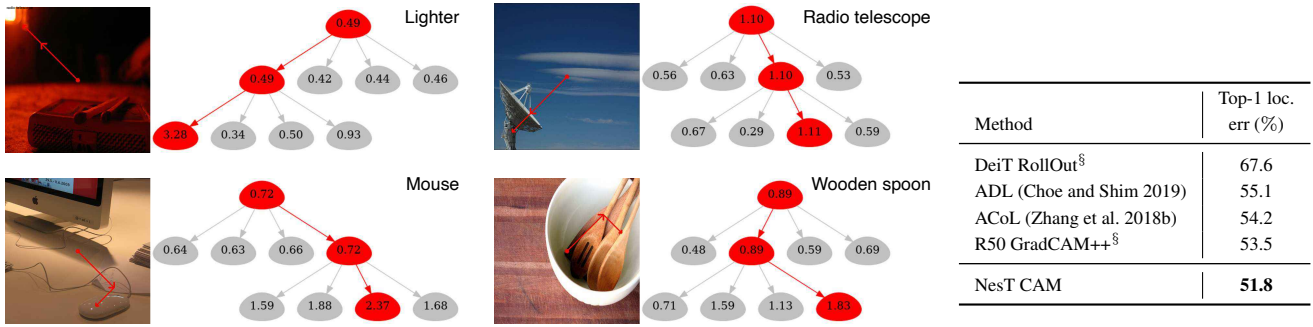 Lighter
0.49
0.49 0.42 0.44 0.46
3.28 0.34 0.50 0.93
Radio telescope
1.10
0.56 0.63 1.10 0.53
0.67 0.29 1.11 0.59
Mouse
0.72
0.64 0.63 0.66 0.72
1.59 1.88 2.37 1.68
Wooden spoon
0.89
0.48 0.89 0.59 0.69
0.71 1.59 1.13 1.83
Top-1 loc.
Method err (%)
DeiT RollOut§ 67.6
ADL (Choe and Shim 2019) 55.1
ACoL (Zhang et al. 2018b) 54.2
R50 GradCAM++§ 53.5
NesT CAM 51.8